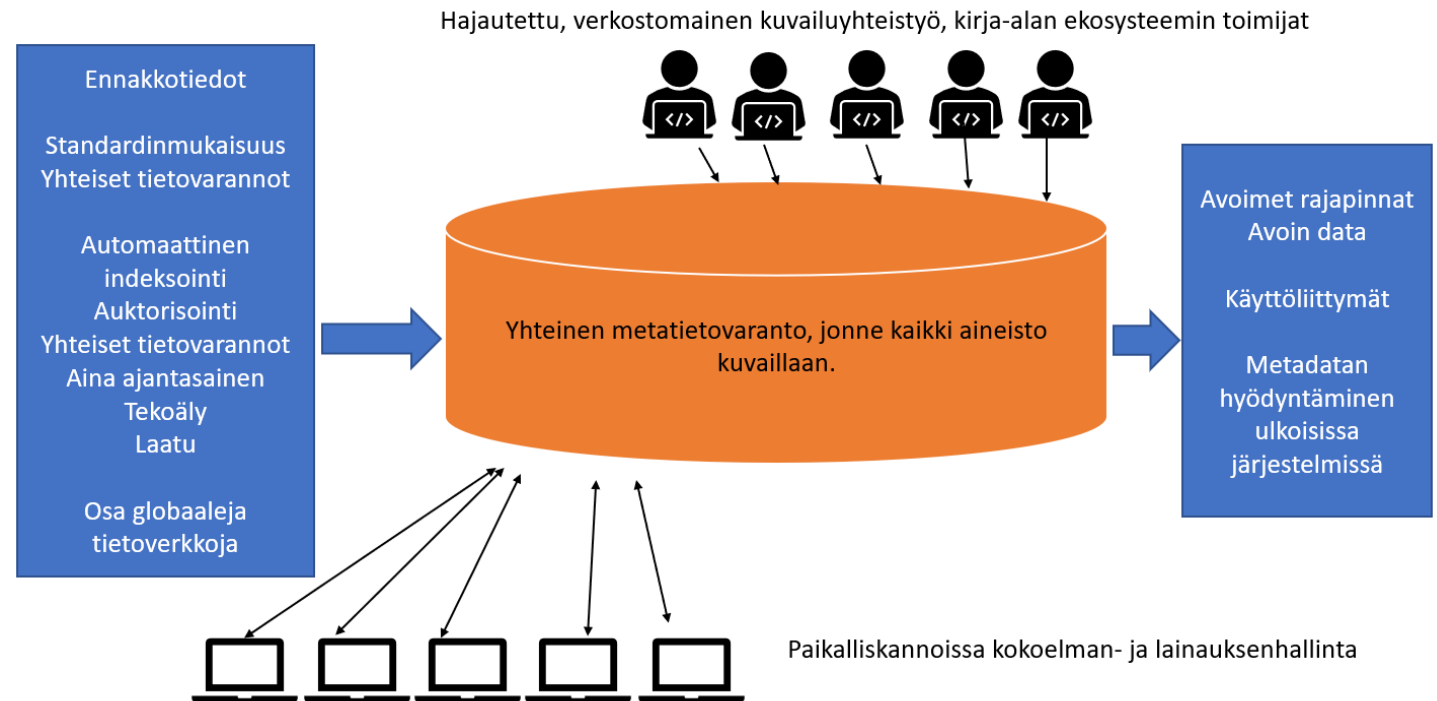 Hajautettu, verkostomainen kuvailuyhteistyö, kirja-alan ekosysteemin toimijat
</>
</>
</>
</>
</>
Ennakkotiedot
Standardinmukaisuus
Yhteiset tietovarannot
Automaattinen
indeksointi
Auktorisointi
Yhteiset tietovarannot
Aina ajantasainen
Tekoäly
Laatu
Osa globaaleja
tietoverkkoja
Yhteinen metatietovaranto, jonne kaikki aineisto
kuvaillaan.
Avoimet rajapinnat
Avoin data
Käyttöliittymät
Metadatan
hyödyntäminen
ulkoisissa
järjestelmissä
Paikalliskannoissa kokoelman- ja lainauksenhallinta